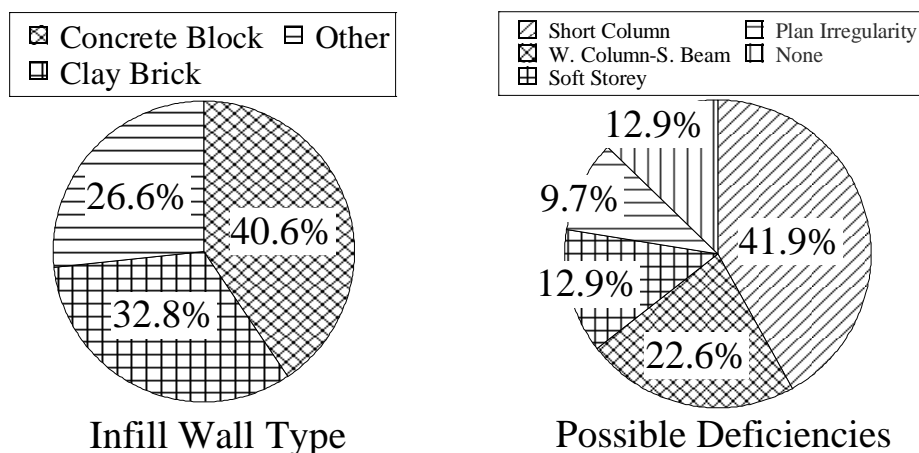 Concrete Block Other
Clay Brick
26.6%
40.6%
32.8%
Infill Wall Type
Short Column Plan Irregularity
W. Column-S. Beam None
Soft Storey
12.9%
9.7%
41.9%
12.9%
22.6%
Possible Deficiencies